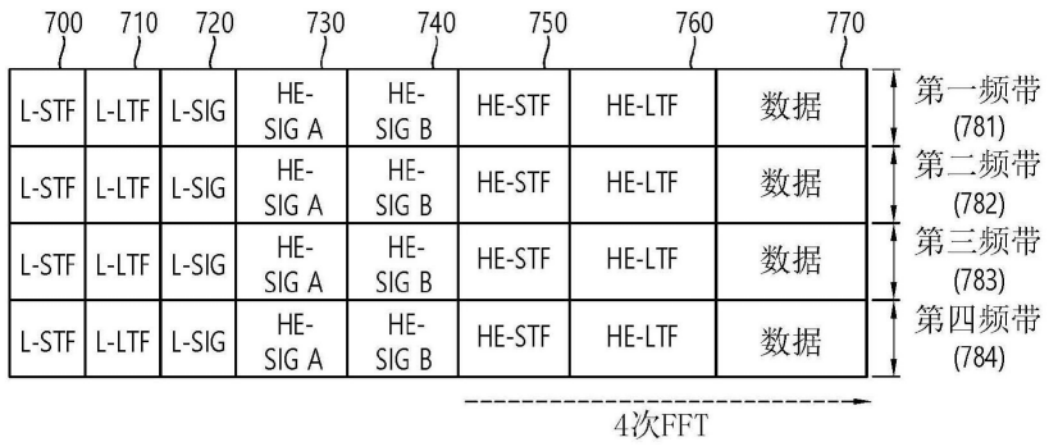 700 710 720 730 740 750 760 770
L-STF L-LTF L-SIG HE-SIG A HE-SIG B HE-STF HE-LTF 数据 第一频带 (781)
L-STF L-LTF L-SIG HE-SIG A HE-SIG B HE-STF HE-LTF 数据 第二频带 (782)
L-STF L-LTF L-SIG HE-SIG A HE-SIG B HE-STF HE-LTF 数据 第三频带 (783)
L-STF L-LTF L-SIG HE-SIG A HE-SIG B HE-STF HE-LTF 数据 第四频带 (784)
4次FFT